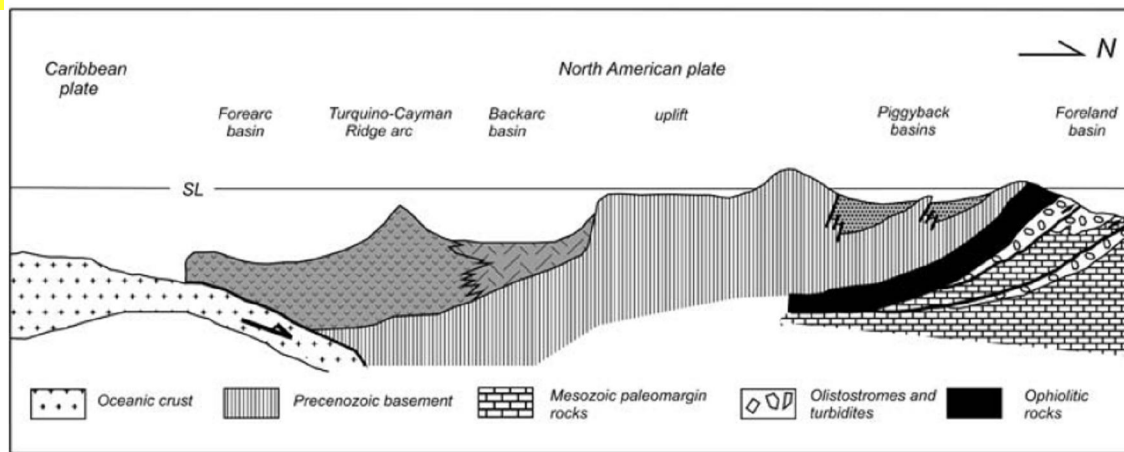 N
Caribbean
plate
North American plate
Forearc
basin
Turquino-Cayman
Ridge arc
Backarc
basin
uplift
Piggyback
basins
Foreland
basin
SL
Oceanic crust
Precenozoic basement
Mesozoic paleomargin
rocks
Olistostromes and
turbidites
Ophiolitic
rocks